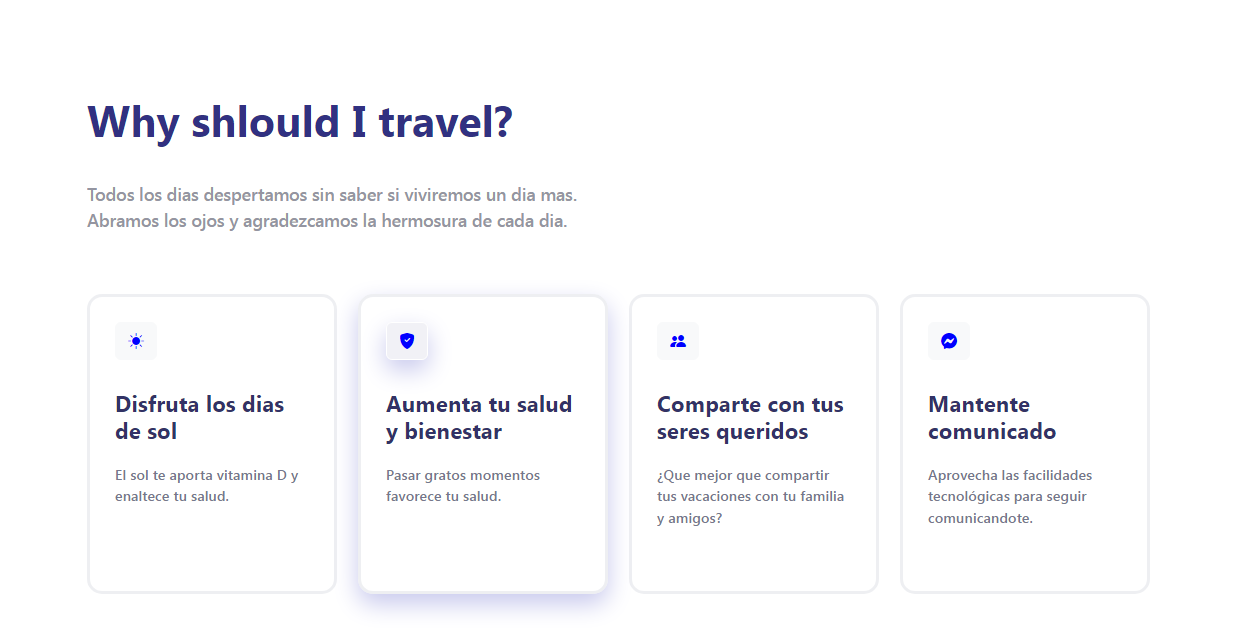 Why shlould I travel?
Todos los dias despertamos sin saber si viviremos un dia mas.
Abramos los ojos y agradezcamos la hermosura de cada dia.
Disfruta los dias
de sol
El sol te aporta vitamina D y
enaltece tu salud.
Aumenta tu salud
y bienestar
Pasar gratos momentos
favorece tu salud.
Comparte con tus
seres queridos
¿Que mejor que compartir
tus vacaciones con tu familia
y amigos?
Mantente
comunicado
Aprovecha las facilidades
tecnológicas para seguir
comunicandote.